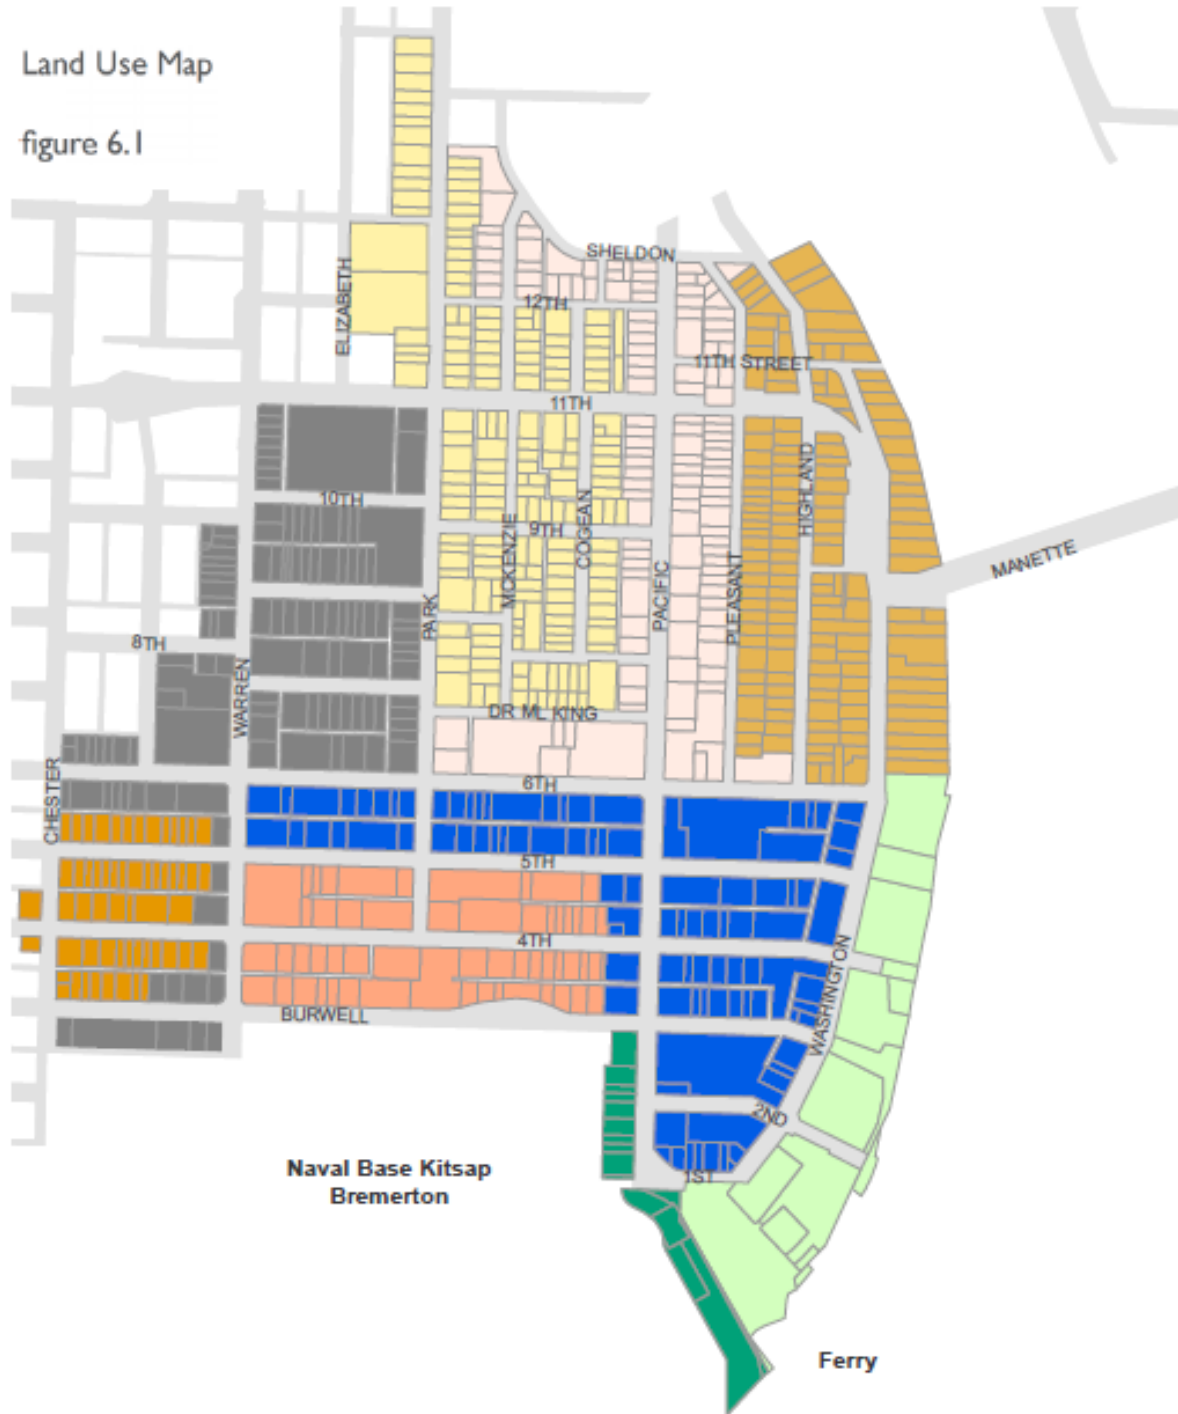 Land Use Map
figure 6.1
SHELDON
ELIZABETH
12TH
11TH STREET
11TH
HIGHLAND
10TH
COGEAN
9TH
MCKENZIE
MANETTE
PACIFIC
PLEASANT
PARK
8TH
WARREN
DR ML KING
6TH
CHESTER
5TH
4TH
WASHINGTON
BURWELL
2ND
1ST
Naval Base Kitsap
Bremerton
Ferry